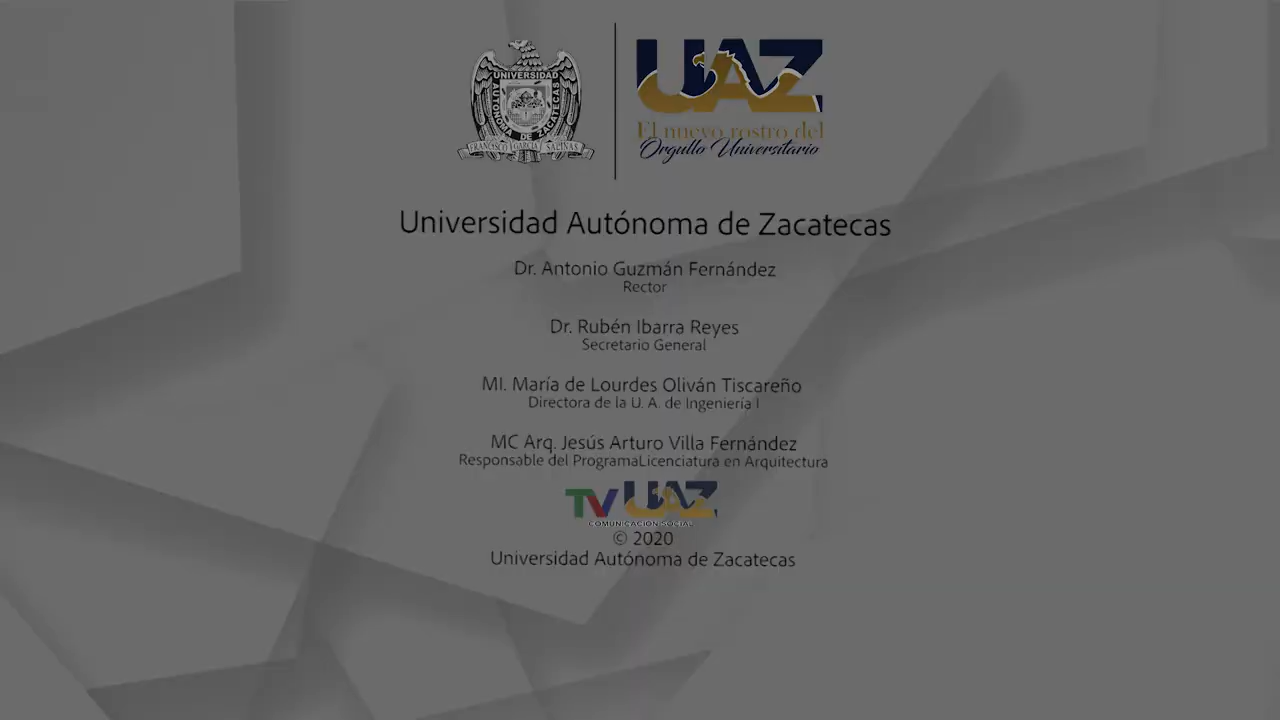 UNIVERSIDAD
AUTÓNOMA DE ZACATECAS
FRANCISCO GARCÍA SALINAS
UAZ
El nuevo rostro del
Orgullo Universitario
Universidad Autónoma de Zacatecas
Dr. Antonio Guzmán Fernández
Rector
Dr. Rubén Ibarra Reyes
Secretario General
MI. María de Lourdes Oliván Tiscareño
Directora de la U. A. de Ingeniería I
MC Arq. Jesús Arturo Villa Fernández
Responsable del ProgramaLicenciatura en Arquitectura
TV UAZ
COMUNICACIÓN SOCIAL
© 2020
Universidad Autónoma de Zacatecas